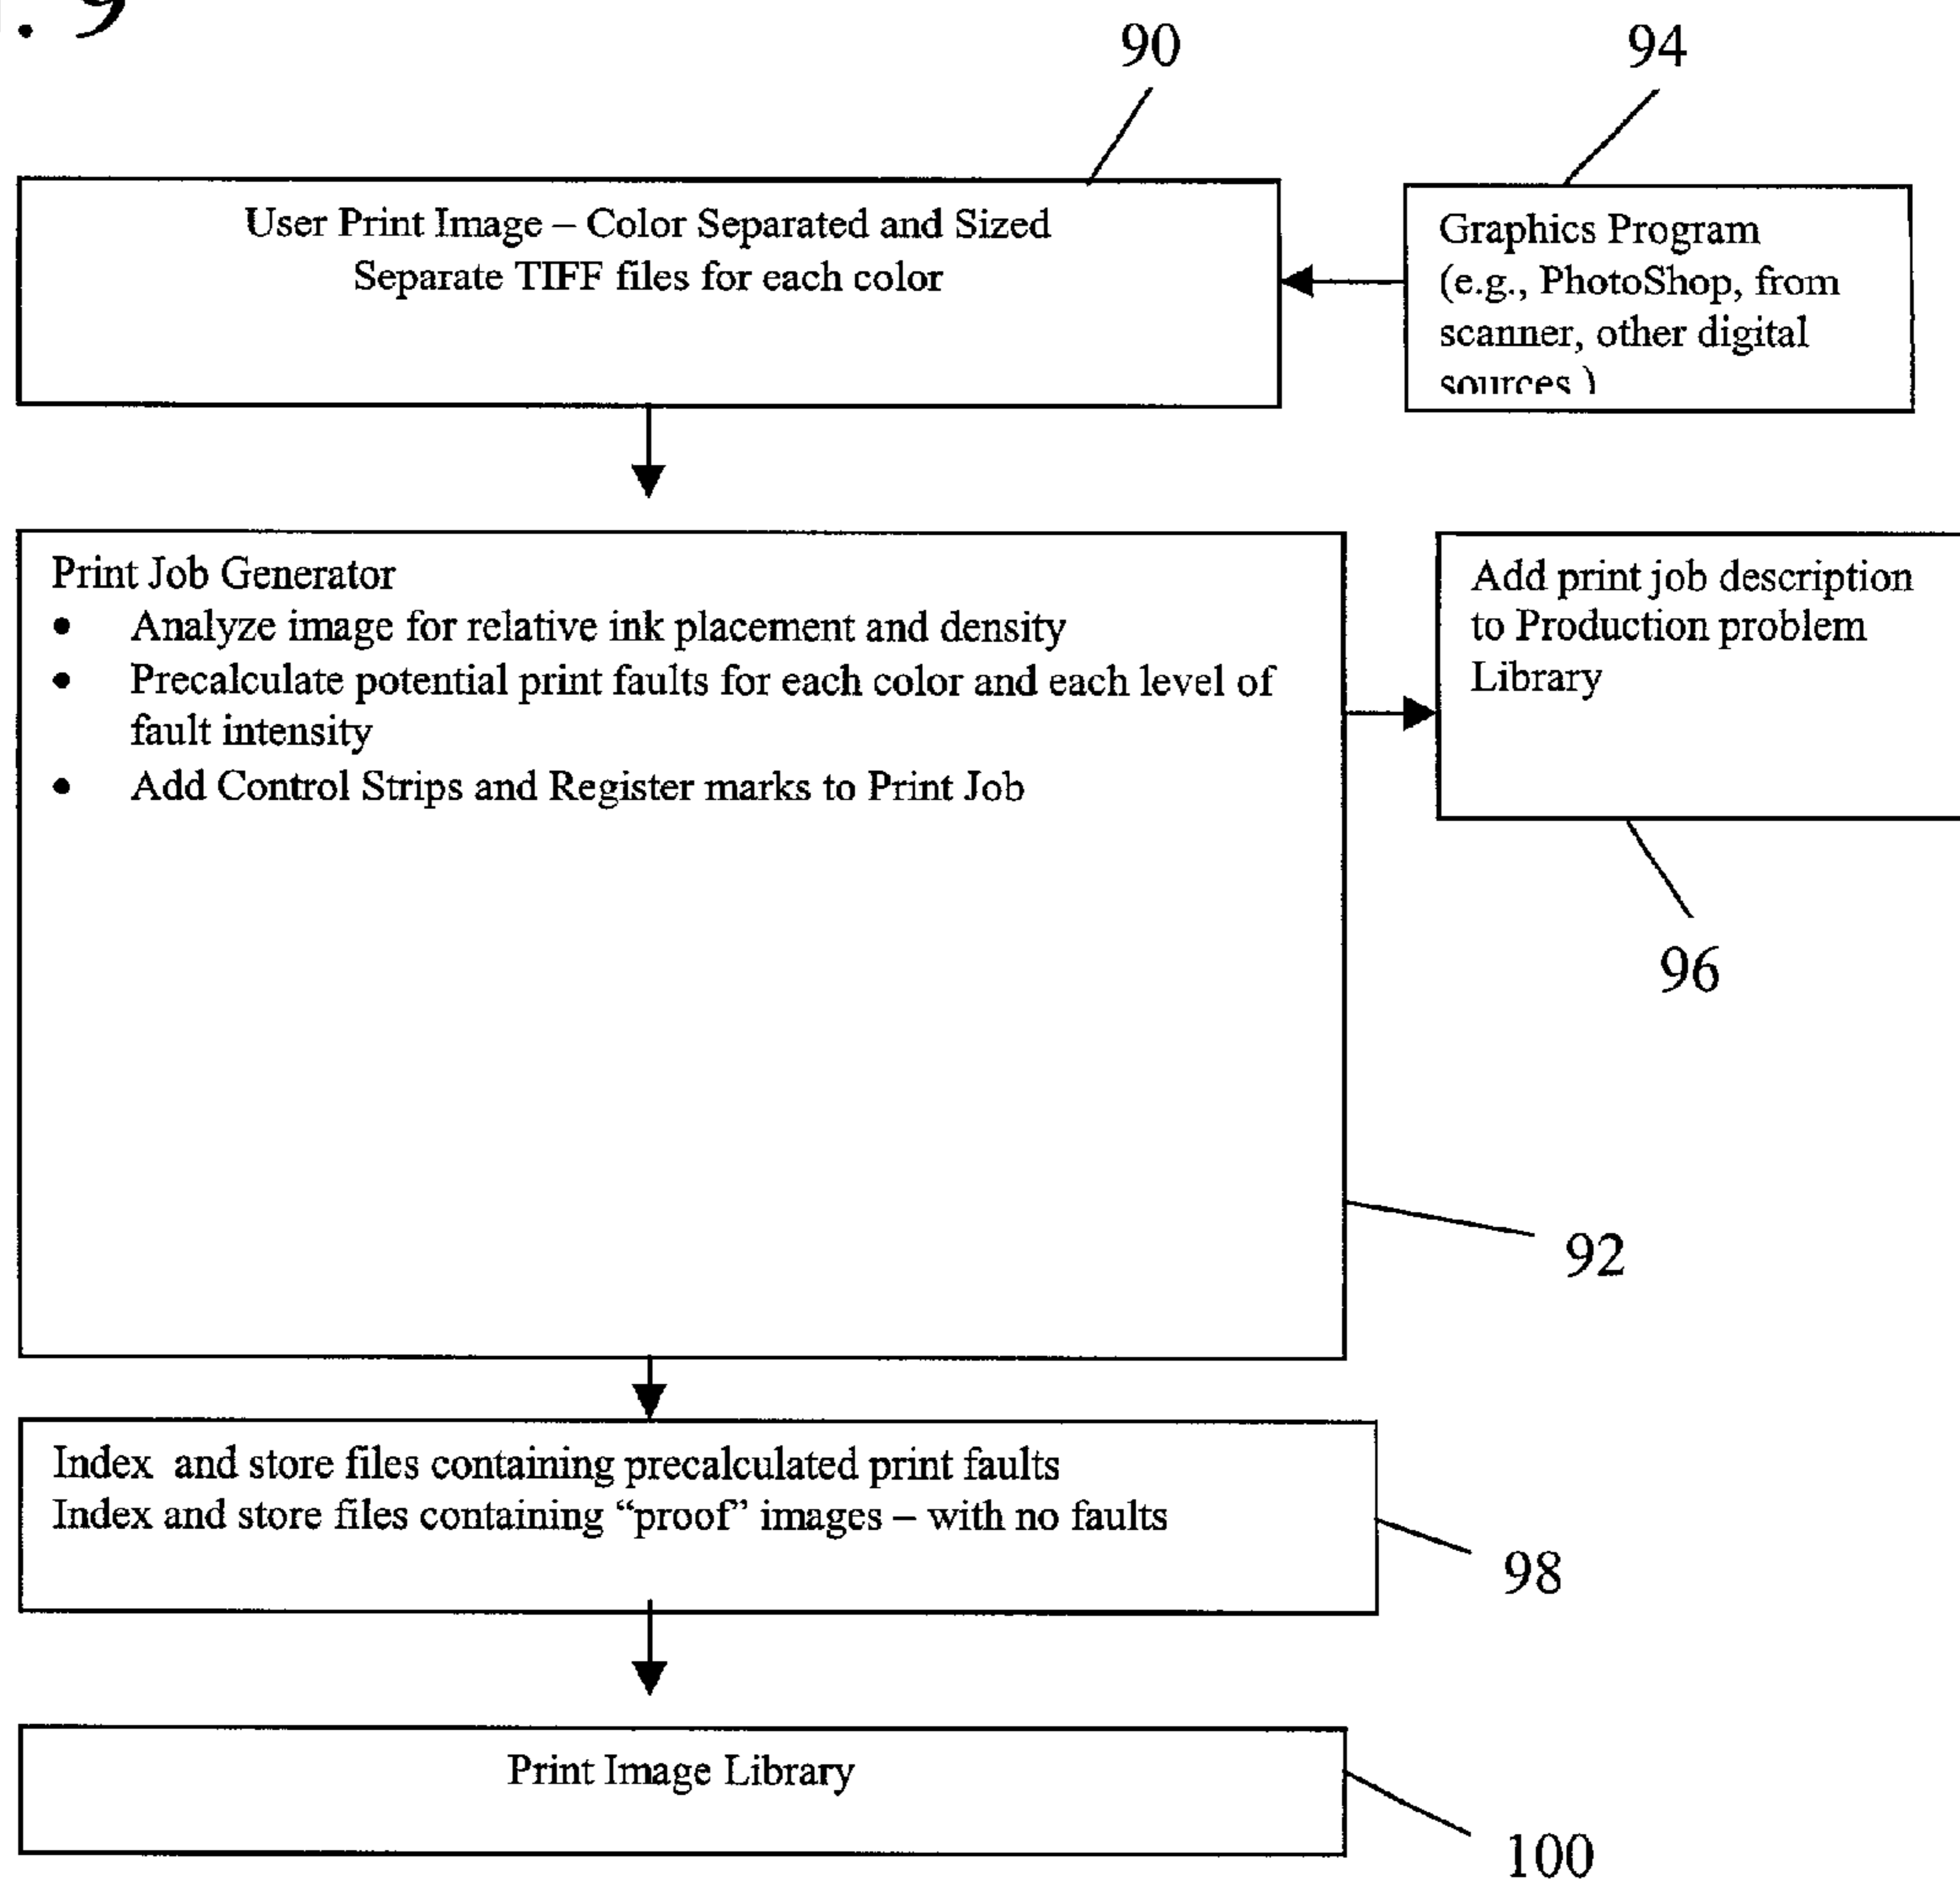 . 9
90
94
User Print Image – Color Separated and Sized
Separate TIFF files for each color
Graphics Program
(e.g., PhotoShop, from
scanner, other digital
sources )
Print Job Generator
• Analyze image for relative ink placement and density
• Precalculate potential print faults for each color and each level of
fault intensity
• Add Control Strips and Register marks to Print Job
Add print job description
to Production problem
Library
96
92
Index and store files containing precalculated print faults
Index and store files containing “proof” images – with no faults
98
Print Image Library
100